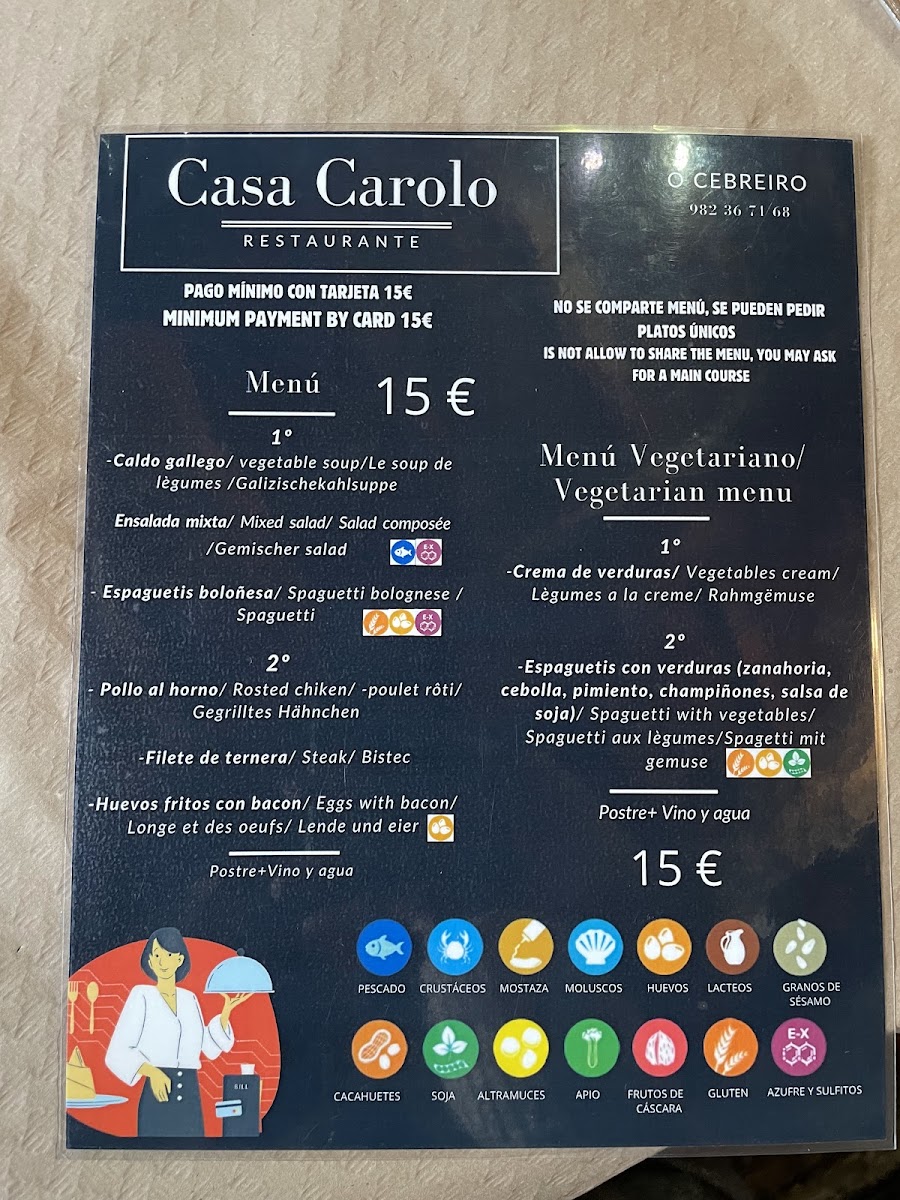 Casa Carolo
RESTAURANTE
O CEBREIRO
982 36 71 68
PAGO MÍNIMO CON TARJETA 15€
MINIMUM PAYMENT BY CARD 15€
NO SE COMPARTE MENÚ, SE PUEDEN PEDIR
PLATOS ÚNICOS
IS NOT ALLOW TO SHARE THE MENU, YOU MAY ASK
FOR A MAIN COURSE
Menú 15 €
1º
-Caldo gallego/ vegetable soup/Le soup de
lègumes /Galizischekahlsuppe
Ensalada mixta/ Mixed salad/ Salad composée
/Gemischer salad
E-X
- Espaguetis boloñesa/ Spaguetti bolognese /
Spaguetti
E-X
2º
- Pollo al horno/ Rosted chiken/ -poulet rôti/
Gegrilltes Hähnchen
-Filete de ternera/ Steak/ Bistec
-Huevos fritos con bacon/ Eggs with bacon/
Longe et des oeufs/ Lende und eier
Postre+Vino y agua
Menú Vegetariano/
Vegetarian menu
1º
-Crema de verduras/ Vegetables cream/
Lègumes a la creme/ Rahmgëmuse
2º
-Espaguetis con verduras (zanahoria,
cebolla, pimiento, champiñones, salsa de
soja)/ Spaguetti with vegetables/
Spaguetti aux lègumes/Spagetti mit
gemuse
Postre+ Vino y agua
15 €
BILL
PESCADO CRUSTÁCEOS MOSTAZA MOLUSCOS HUEVOS LACTEOS GRANOS DE
SÉSAMO
E-X
CACAHUETES SOJA ALTRAMUCES APIO FRUTOS DE GLUTEN AZUFRE Y SULFITOS
CÁSCARA